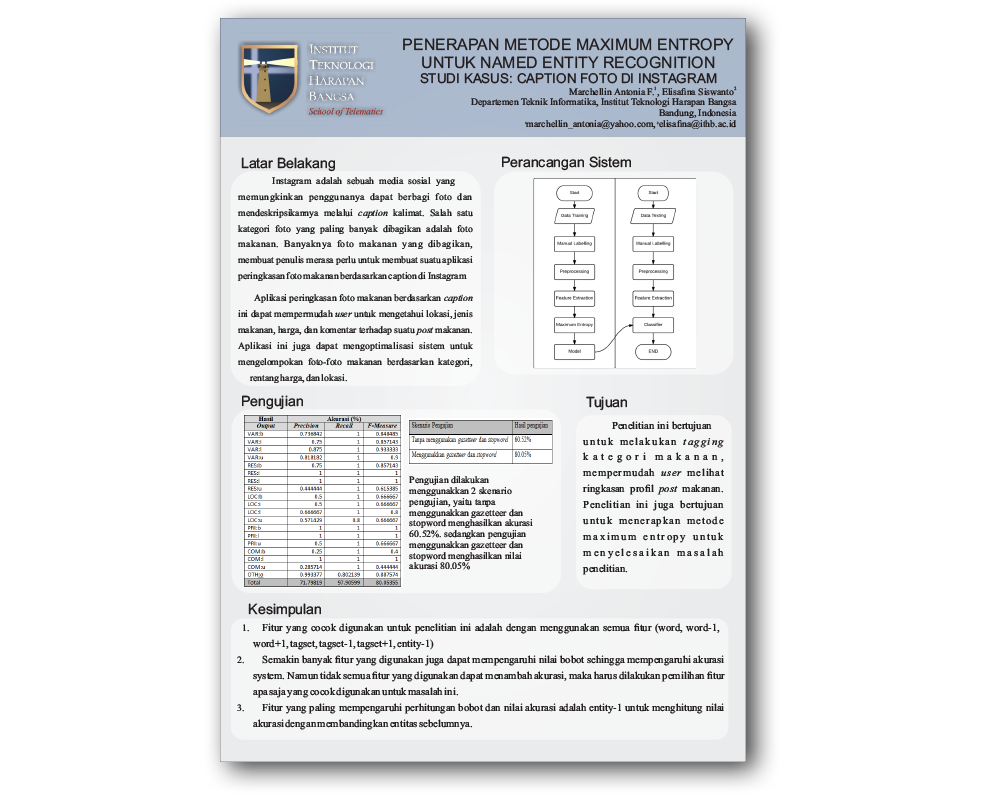 INSTITUT
TEKNOLOGI
HARAPAN
BANGSA
School of Telematics
PENERAPAN METODE MAXIMUM ENTROPY
UNTUK NAMED ENTITY RECOGNITION
STUDI KASUS: CAPTION FOTO DI INSTAGRAM
Marchellin Antonia F.¹, Elisafina Siswanto²
Departemen Teknik Informatika, Institut Teknologi Harapan Bangsa
Bandung, Indonesia
¹marchellin_antonia@yahoo.com, ²elisafina@ithb.ac.id
Latar Belakang
Instagram adalah sebuah media sosial yang
memungkinkan penggunanya dapat berbagi foto dan
mendeskripsikannya melalui caption kalimat. Salah satu
kategori foto yang paling banyak dibagikan adalah foto
makanan. Banyaknya foto makanan yang dibagikan,
membuat penulis merasa perlu untuk membuat suatu aplikasi
peringkasan foto makanan berdasarkan caption di Instagram
Aplikasi peringkasan foto makanan berdasarkan caption
ini dapat mempermudah user untuk mengetahui lokasi, jenis
makanan, harga, dan komentar terhadap suatu post makanan.
Aplikasi ini juga dapat mengoptimalisasi sistem untuk
mengelompokan foto-foto makanan berdasarkan kategori,
rentang harga, dan lokasi.
Perancangan Sistem
Start
Data Training
Manual Labelling
Preprocessing
Feature Extraction
Maximum Entropy
Model
Start
Data Testing
Manual Labelling
Preprocessing
Feature Extraction
Classifier
END
Pengujian
Hasil Output Akurasi (%)
Precision Recall F-Measure
VAR:b 0.736842 1 0.848485
VAR:l 0.75 1 0.857143
VAR:l 0.875 1 0.933333
VAR:u 0.818182 1 0.9
RES:b 0.75 1 0.857143
RES:i 1 1 1
RES:l 1 1 1
RES:u 0.444444 1 0.615385
LOC:b 0.5 1 0.666667
LOC:i 0.5 1 0.666667
LOC:l 0.666667 1 0.8
LOC:u 0.571429 0.8 0.666667
PRI:b 1 1 1
PRI:l 1 1 1
PRI:u 0.5 1 0.666667
COM:b 0.25 1 0.4
COM:l 1 1 1
COM:u 0.285714 1 0.444444
OTH:g 0.993377 0.802139 0.887574
Total 71.79819 97.90599 80.05355
Skenario Pengujian Hasil pengujian
Tanpa menggunakan gazetteer dan stopword 60.52%
Menggunakkan gazetteer dan stopword 80.05%
Pengujian dilakukan
menggunakkan 2 skenario
pengujian, yaitu tanpa
menggunakkan gazetteer dan
stopword menghasilkan akurasi
60.52%. sedangkan pengujian
menggunakkan gazetteer dan
stopword menghasilkan nilai
akurasi 80.05%
Tujuan
Penelitian ini bertujuan
untuk melakukan tagging
kategori makanan,
mempermudah user melihat
ringkasan profil post makanan.
Penelitian ini juga bertujuan
untuk menerapkan metode
maximum entropy untuk
menyelesaikan masalah
penelitian.
Kesimpulan
1. Fitur yang cocok digunakan untuk penelitian ini adalah dengan menggunakan semua fitur (word, word-1,
word+1, tagset, tagset-1, tagset+1, entity-1)
2. Semakin banyak fitur yang digunakan juga dapat mempengaruhi nilai bobot sehingga mempengaruhi akurasi
system. Namun tidak semua fitur yang digunakan dapat menambah akurasi, maka harus dilakukan pemilihan fitur
apa saja yang cocok digunakan untuk masalah ini.
3. Fitur yang paling mempengaruhi perhitungan bobot dan nilai akurasi adalah entity-1 untuk menghitung nilai
akurasi dengan membandingkan entitas sebelumnya.